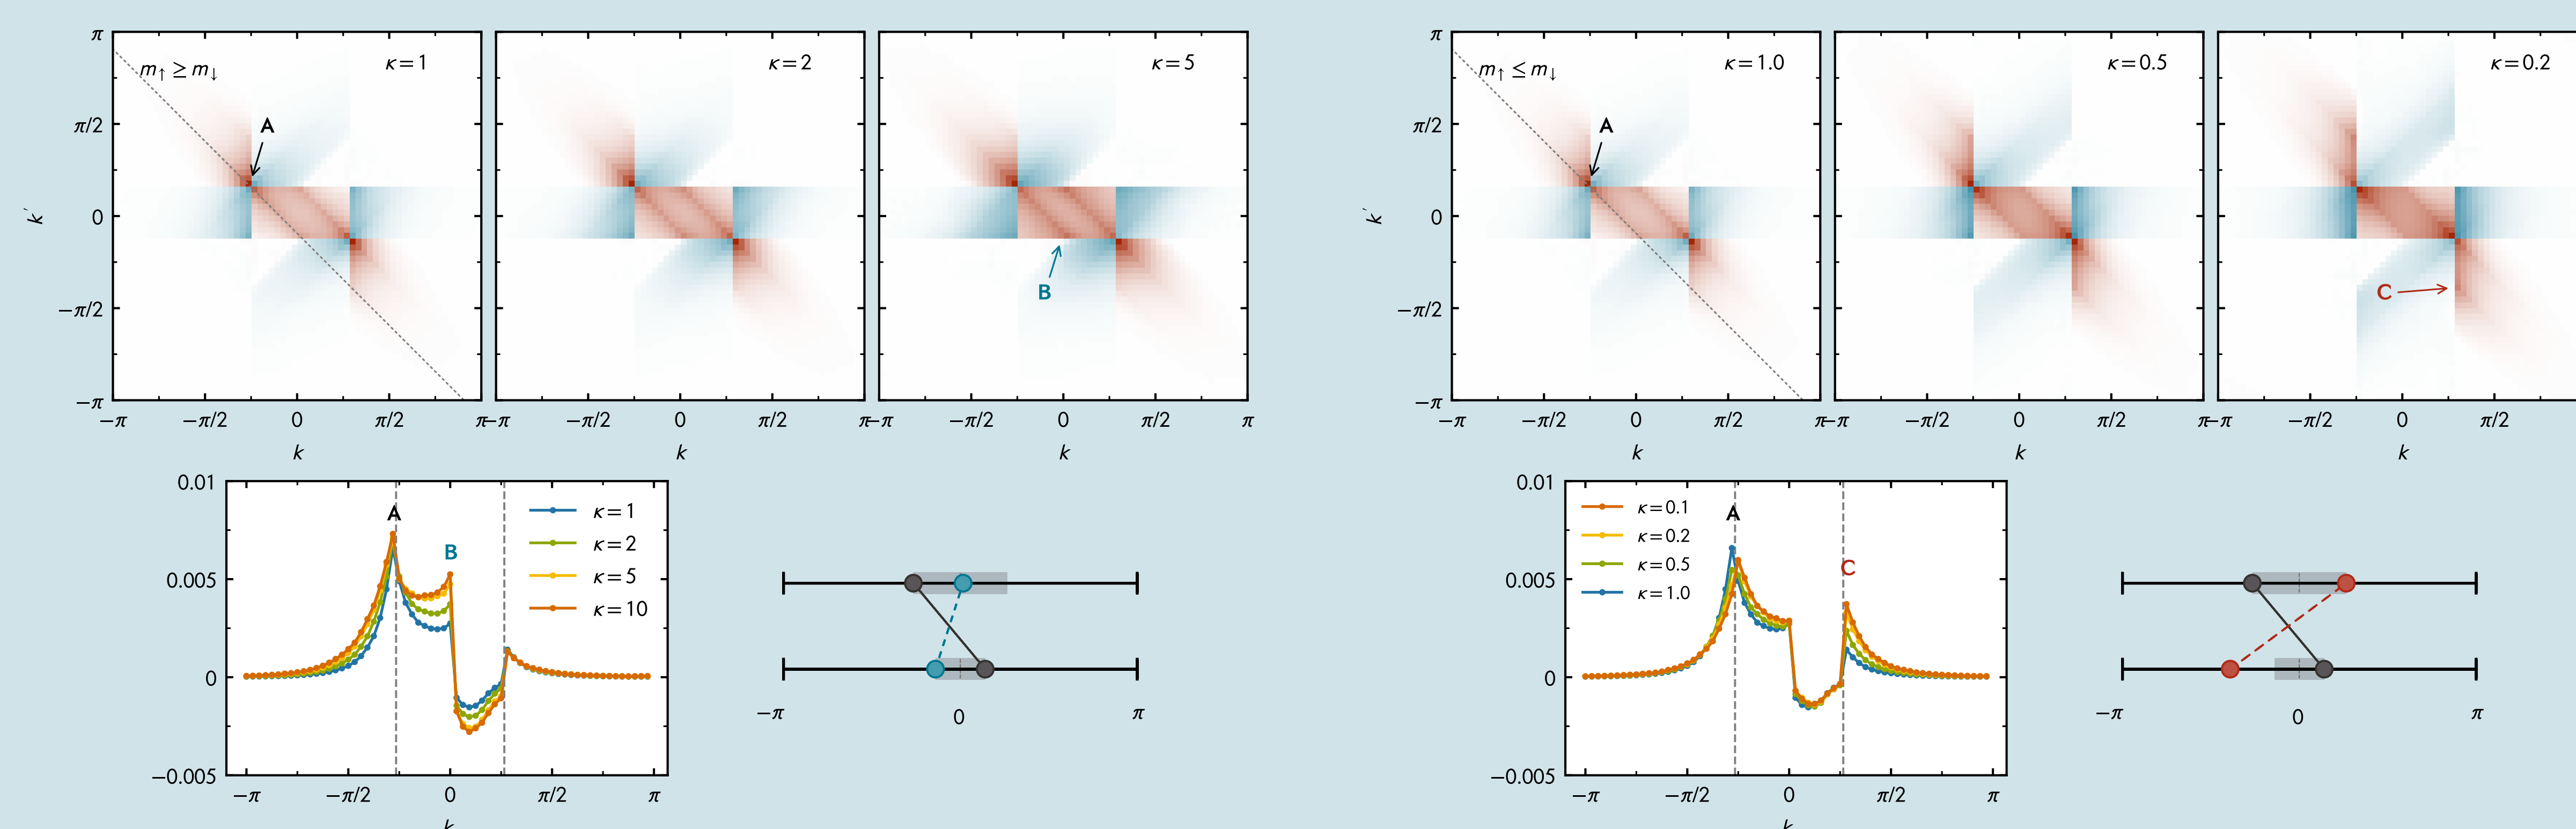 m↑ ≥ m↓
κ = 1
A
κ = 2
κ = 5
B
π
π/2
0
−π/2
−π
k′
−π −π/2 0 π/2 π
−π −π/2 0 π/2
−π −π/2 0 π/2 π
k k k
m↑ ≤ m↓
κ = 1.0
A
κ = 0.5
κ = 0.2
C
π
π/2
0
−π/2
−π
k′
−π −π/2 0 π/2 π
−π −π/2 0 π/2 π
−π −π/2 0 π/2
k k k
0.01
0.005
0
−0.005
A
B
κ = 1
κ = 2
κ = 5
κ = 10
−π −π/2 0 π/2 π
k
−π 0 π
0.01
0.005
0
−0.005
κ = 0.1
κ = 0.2
κ = 0.5
κ = 1.0
A
C
−π −π/2 0 π/2 π
k
−π 0 π